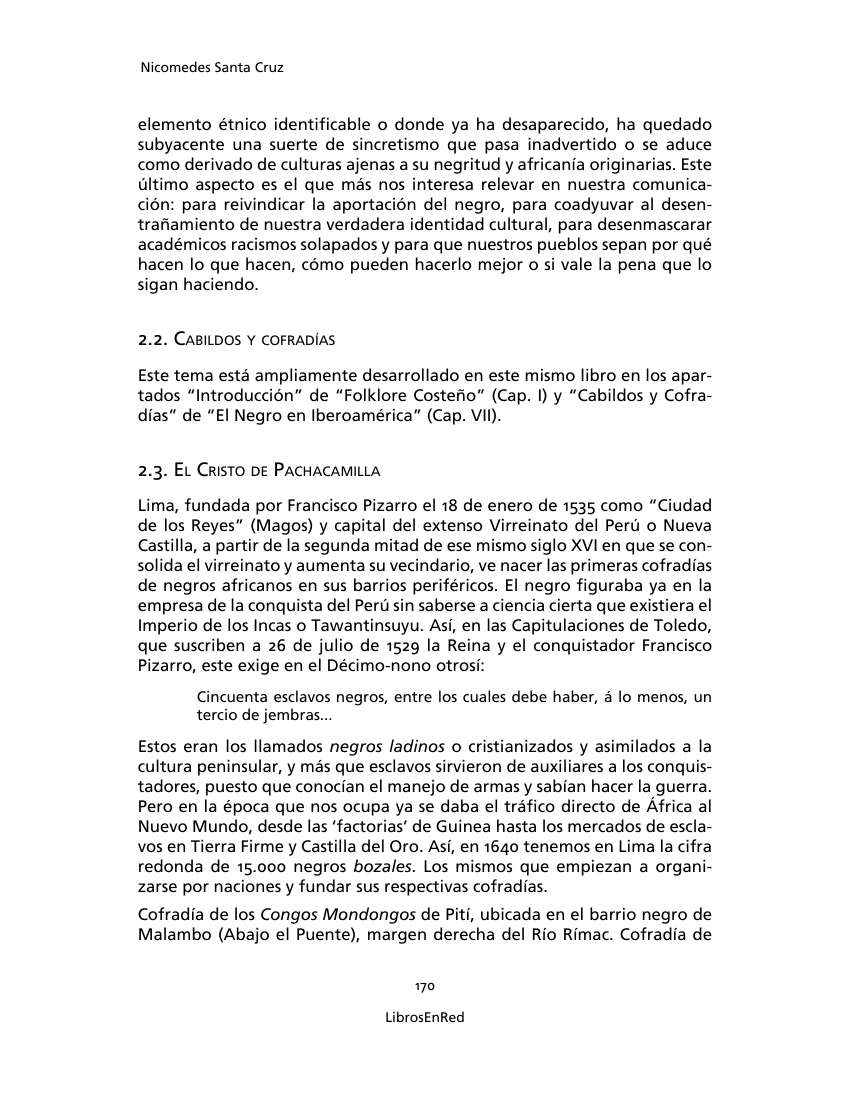 Nicomedes Santa Cruz
elemento étnico identificable o donde ya ha desaparecido, ha quedado
subyacente una suerte de sincretismo que pasa inadvertido o se aduce
como derivado de culturas ajenas a su negritud y africanía originarias. Este
último aspecto es el que más nos interesa relevar en nuestra comunica-
ción: para reivindicar la aportación del negro, para coadyuvar al desen-
trañamiento de nuestra verdadera identidad cultural, para desenmascarar
académicos racismos solapados y para que nuestros pueblos sepan por qué
hacen lo que hacen, cómo pueden hacerlo mejor o si vale la pena que lo
sigan haciendo.
2.2. Cabildos y cofradías
Este tema está ampliamente desarrollado en este mismo libro en los apar-
tados “Introducción” de “Folklore Costeño” (Cap. I) y “Cabildos y Cofra-
días” de “El Negro en Iberoamérica” (Cap. VII).
2.3. El Cristo de Pachacamilla
Lima, fundada por Francisco Pizarro el 18 de enero de 1535 como “Ciudad
de los Reyes” (Magos) y capital del extenso Virreinato del Perú o Nueva
Castilla, a partir de la segunda mitad de ese mismo siglo XVI en que se con-
solida el virreinato y aumenta su vecindario, ve nacer las primeras cofradías
de negros africanos en sus barrios periféricos. El negro figuraba ya en la
empresa de la conquista del Perú sin saberse a ciencia cierta que existiera el
Imperio de los Incas o Tawantinsuyu. Así, en las Capitulaciones de Toledo,
que suscriben a 26 de julio de 1529 la Reina y el conquistador Francisco
Pizarro, este exige en el Décimo-nono otrosí:
Cincuenta esclavos negros, entre los cuales debe haber, á lo menos, un
tercio de jembras...
Estos eran los llamados negros ladinos o cristianizados y asimilados a la
cultura peninsular, y más que esclavos sirvieron de auxiliares a los conquis-
tadores, puesto que conocían el manejo de armas y sabían hacer la guerra.
Pero en la época que nos ocupa ya se daba el tráfico directo de África al
Nuevo Mundo, desde las ‘factorias’ de Guinea hasta los mercados de escla-
vos en Tierra Firme y Castilla del Oro. Así, en 1640 tenemos en Lima la cifra
redonda de 15.000 negros bozales. Los mismos que empiezan a organi-
zarse por naciones y fundar sus respectivas cofradías.
Cofradía de los Congos Mondongos de Pití, ubicada en el barrio negro de
Malambo (Abajo el Puente), margen derecha del Río Rímac. Cofradía de
170
LibrosEnRed